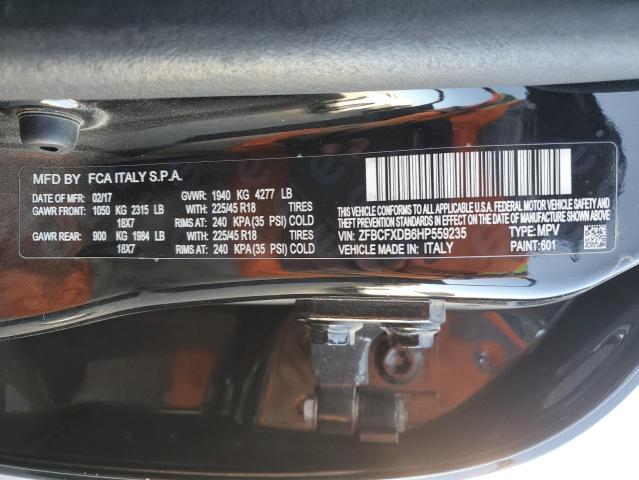 MFD BY FCA ITALY S.P.A.
DATE OF MFR: 02/17 GVWR: 1940 KG 4277 LB
GAWR FRONT: 1050 KG 2315 LB WITH: 225/45 R18 TIRES
18X7 RIMS AT: 240 KPA(35 PSI) COLD
GAWR REAR: 900 KG 1984 LB WITH: 225/45 R18 TIRES
18X7 RIMS AT: 240 KPA(35 PSI) COLD
THIS VEHICLE CONFORMS TO ALL APPLICABLE
U.S.A. FEDERAL MOTOR VEHICLE SAFETY AND
THEFT PREVENTION STANDARDS IN EFFECT ON
THE DATE OF MANUFACTURE SHOWN ABOVE.
VIN: ZFBCFXDB6HP559235 TYPE: MPV
VEHICLE MADE IN: ITALY PAINT: 601